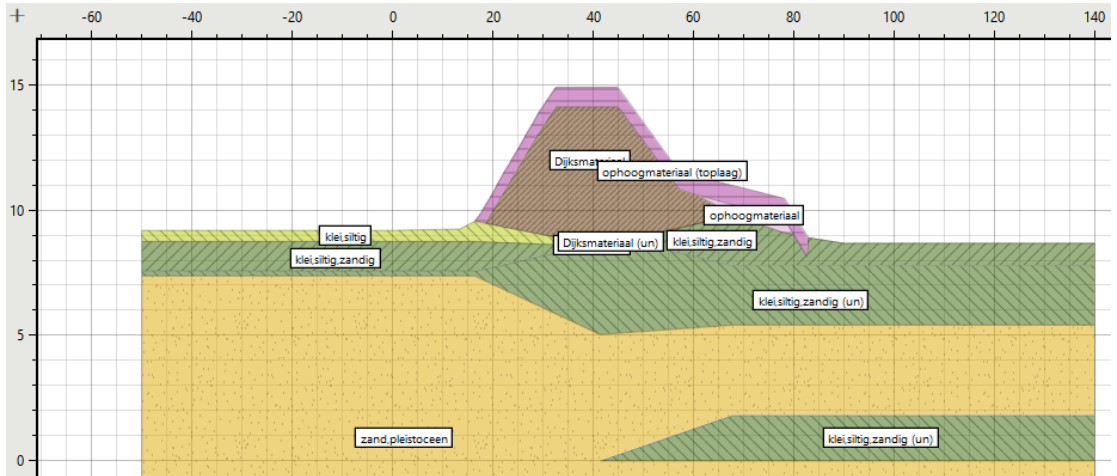 -60 -40 -20 0 20 40 60 80 100 120 140
15
Dijksmateriaal
ophoogmateriaal (toplaag)
10
ophoogmateriaal
klei,siltig
Dijksmateriaal (un)
klei,siltig,zandig
klei,siltig,zandig
klei,siltig,zandig (un)
5
zand,pleistoceen
klei,siltig,zandig (un)
0